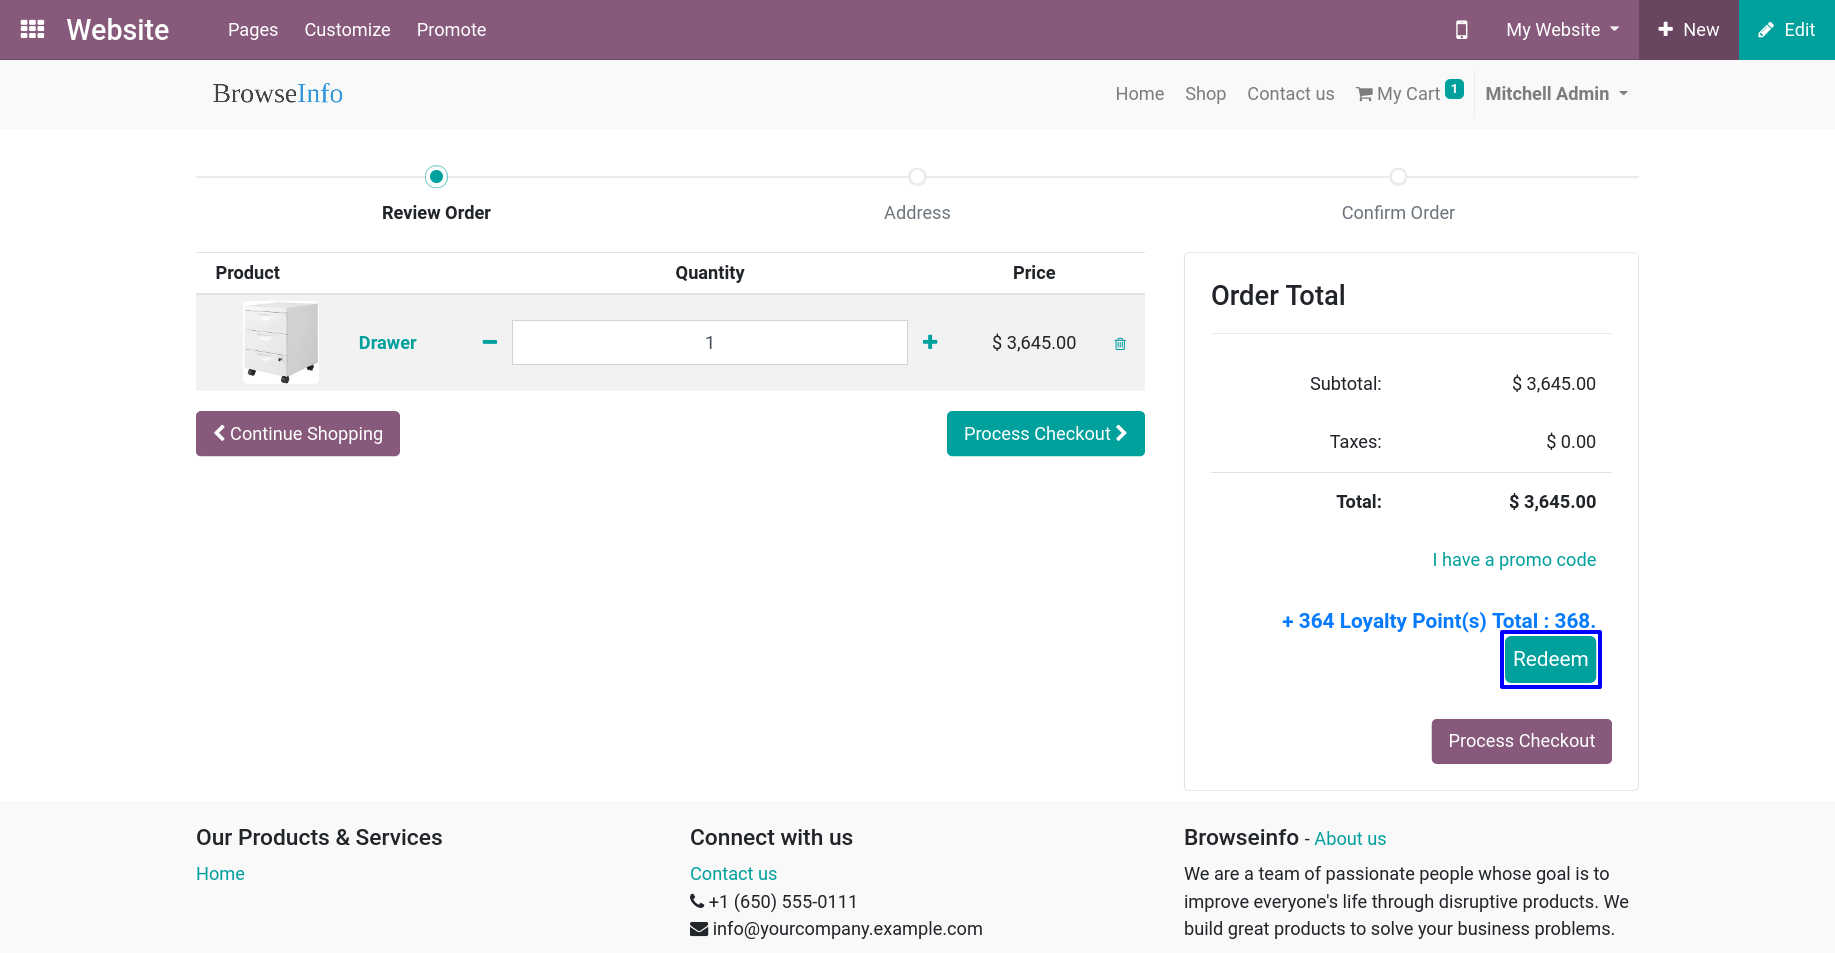 Website
Pages Customize Promote
My Website
New
Edit
BrowseInfo
Home Shop Contact us My Cart 1 Mitchell Admin
Review Order Address Confirm Order
Product Quantity Price
Drawer 1 $ 3,645.00
Continue Shopping
Process Checkout
Order Total
Subtotal: $ 3,645.00
Taxes: $ 0.00
Total: $ 3,645.00
I have a promo code
+ 364 Loyalty Point(s) Total : 368.
Redeem
Process Checkout
Our Products & Services
Home
Connect with us
Contact us
+1 (650) 555-0111
info@yourcompany.example.com
Browseinfo - About us
We are a team of passionate people whose goal is to
improve everyone's life through disruptive products. We
build great products to solve your business problems.